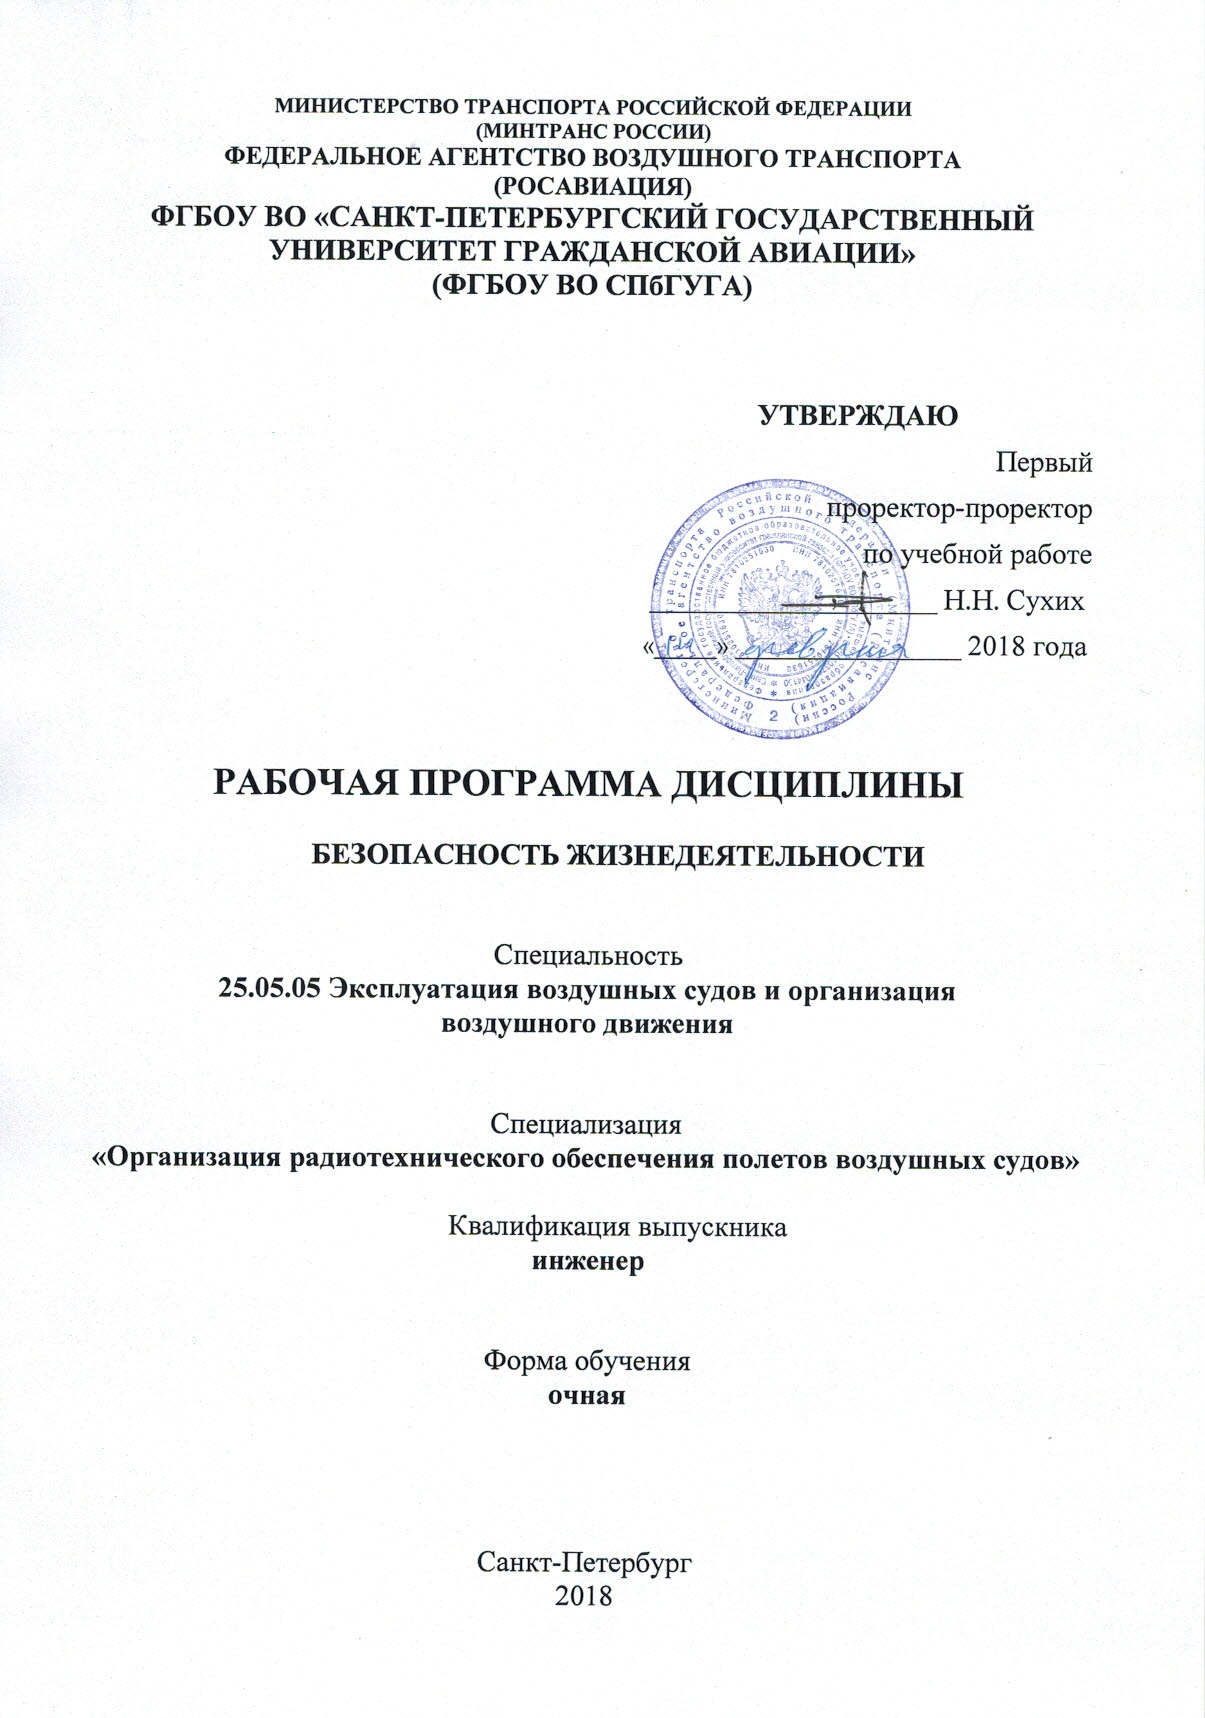 МИНИСТЕРСТВО ТРАНСПОРТА РОССИЙСКОЙ ФЕДЕРАЦИИ
(МИНТРАНС РОССИИ)
ФЕДЕРАЛЬНОЕ АГЕНТСТВО ВОЗДУШНОГО ТРАНСПОРТА
(РОСАВИАЦИЯ)
ФГБОУ ВО «САНКТ-ПЕТЕРБУРГСКИЙ ГОСУДАРСТВЕННЫЙ
УНИВЕРСИТЕТ ГРАЖДАНСКОЙ АВИАЦИИ»
(ФГБОУ ВО СПбГУГА)
УТВЕРЖДАЮ
Первый
проректор-проректор
по учебной работе
Н.Н. Сухих
« » февраля 2018 года
РАБОЧАЯ ПРОГРАММА ДИСЦИПЛИНЫ
БЕЗОПАСНОСТЬ ЖИЗНЕДЕЯТЕЛЬНОСТИ
Специальность
25.05.05 Эксплуатация воздушных судов и организация
воздушного движения
Специализация
«Организация радиотехнического обеспечения полетов воздушных судов»
Квалификация выпускника
инженер
Форма обучения
очная
Санкт-Петербург
2018